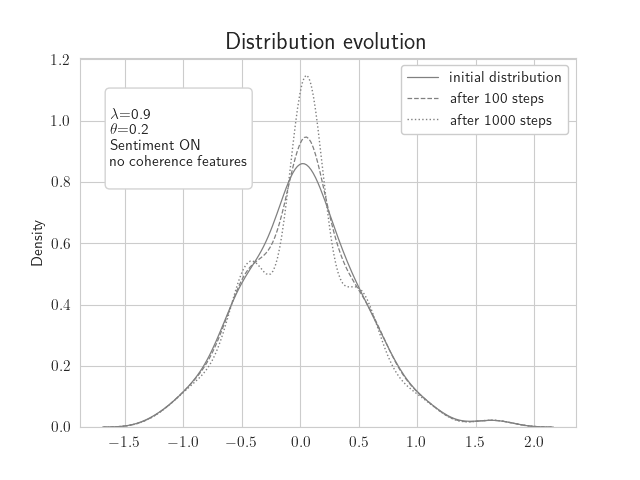 Distribution evolution
1.2
1.0
0.8
0.6
0.4
0.2
0.0
Density
λ=0.9
θ=0.2
Sentiment ON
no coherence features
initial distribution
after 100 steps
after 1000 steps
−1.5 −1.0 −0.5 0.0 0.5 1.0 1.5 2.0